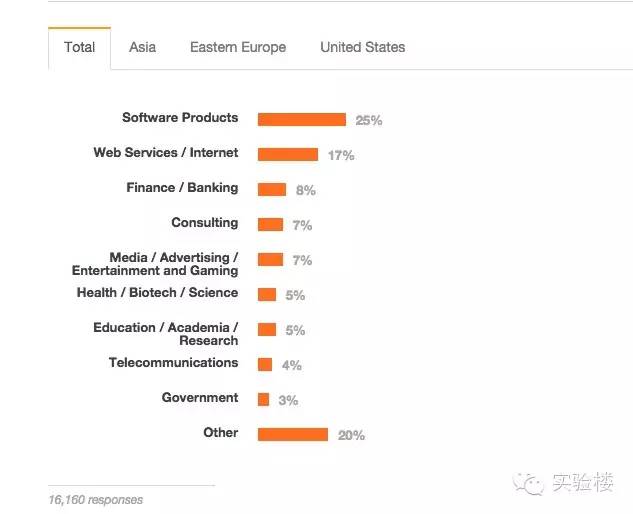 Total Asia Eastern Europe United States
Software Products 25%
Web Services / Internet 17%
Finance / Banking 8%
Consulting 7%
Media / Advertising /
Entertainment and Gaming 7%
Health / Biotech / Science 5%
Education / Academia /
Research 5%
Telecommunications 4%
Government 3%
Other 20%
16,160 responses
实验楼